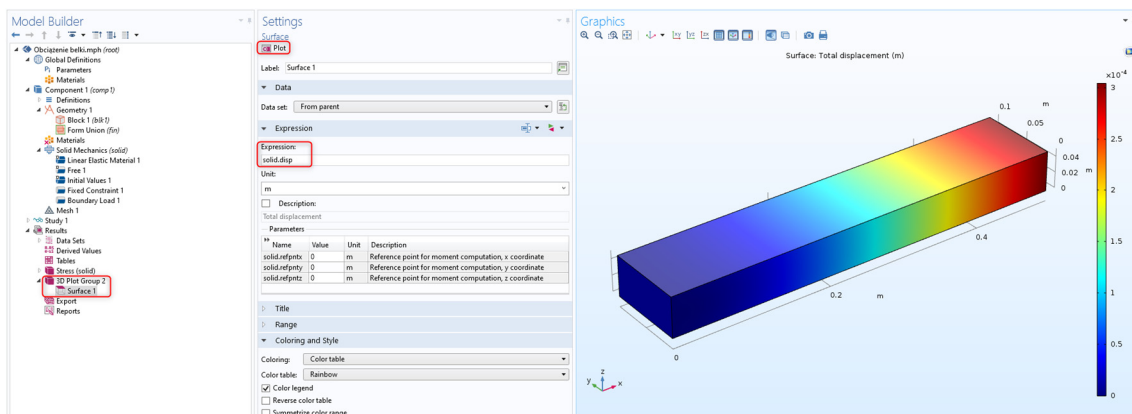 Model Builder
Obciążenie belki.mph (root)
Global Definitions
Pi Parameters
Materials
Component 1 (comp1)
Definitions
Geometry 1
Block 1 (blk1)
Form Union (fin)
Materials
Solid Mechanics (solid)
Linear Elastic Material 1
Free 1
Initial Values 1
Fixed Constraint 1
Boundary Load 1
Mesh 1
Study 1
Results
Data Sets
Derived Values
Tables
Stress (solid)
3D Plot Group 2
Surface 1
Export
Reports
Settings
Surface
Plot
Label: Surface 1
Data
Data set: From parent
Expression
Expression:
solid.disp
Unit:
m
Description:
Total displacement
Parameters
Name Value Unit Description
solid.refpntx 0 m Reference point for moment computation, x coordinate
solid.refpnty 0 m Reference point for moment computation, y coordinate
solid.refpntz 0 m Reference point for moment computation, z coordinate
Title
Range
Coloring and Style
Coloring: Color table
Color table: Rainbow
Color legend
Reverse color table
Symmetrize color range
Graphics
Surface: Total displacement (m)
×10⁻⁴
3
2.5
2
1.5
1
0.5
0
0.1
m
0.05
0
0.04
0.02
m
0
0.4
0.2
m
0
z
y
x